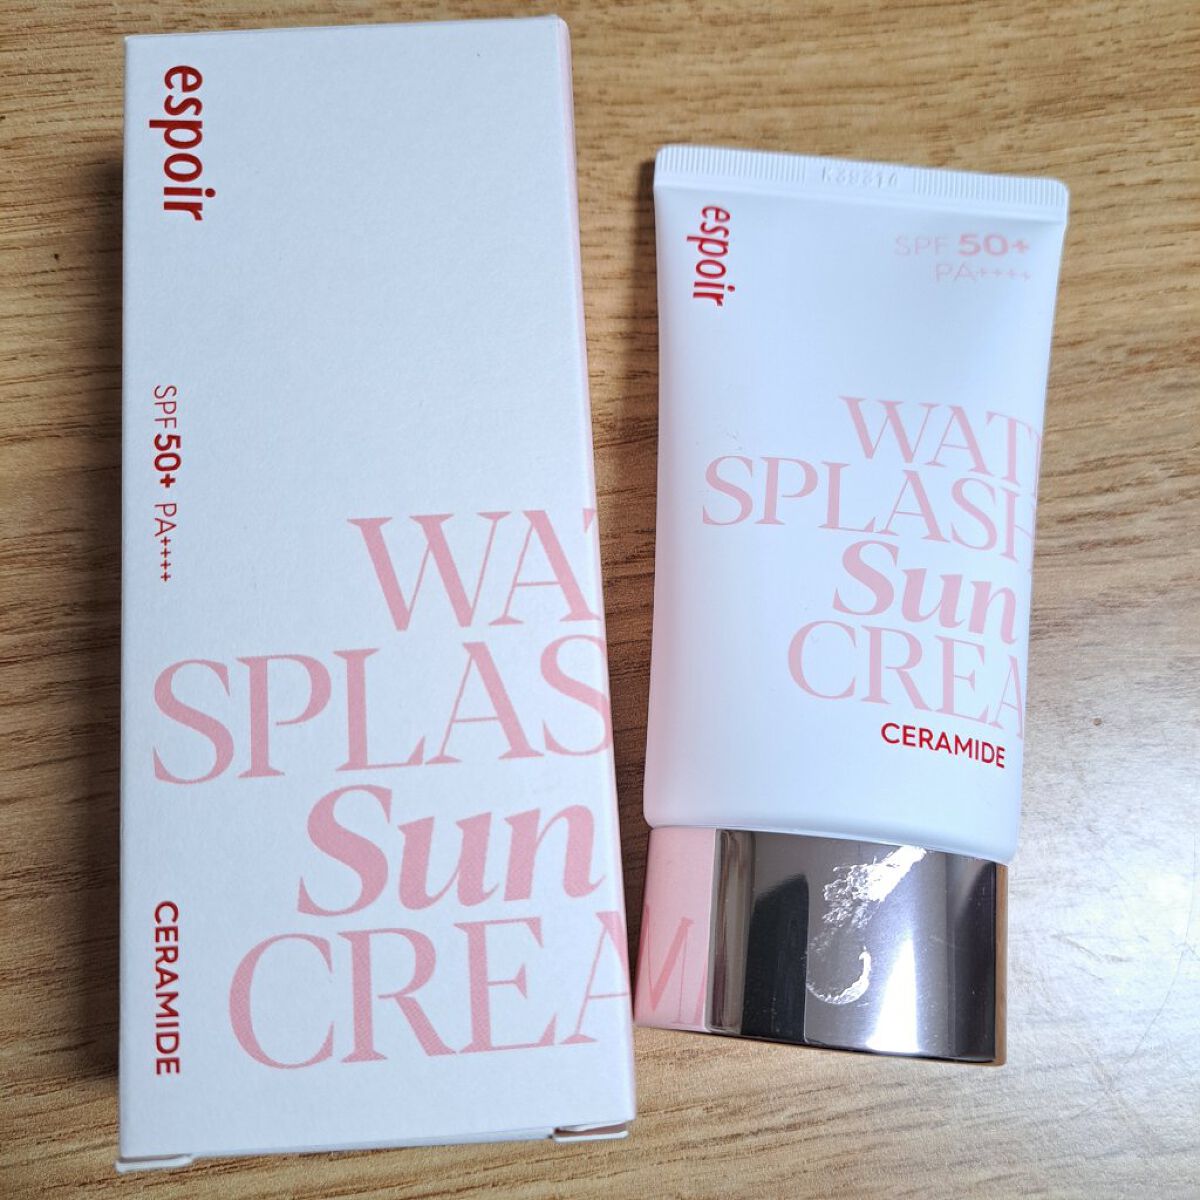 espoir
SPF 50+ PA++++
WAT
SPLAS
Sun
CREA
CERAMIDE
espoir
SPF 50+
PA++++
WAT
SPLASH
Sun
CREA
CERAMIDE
M